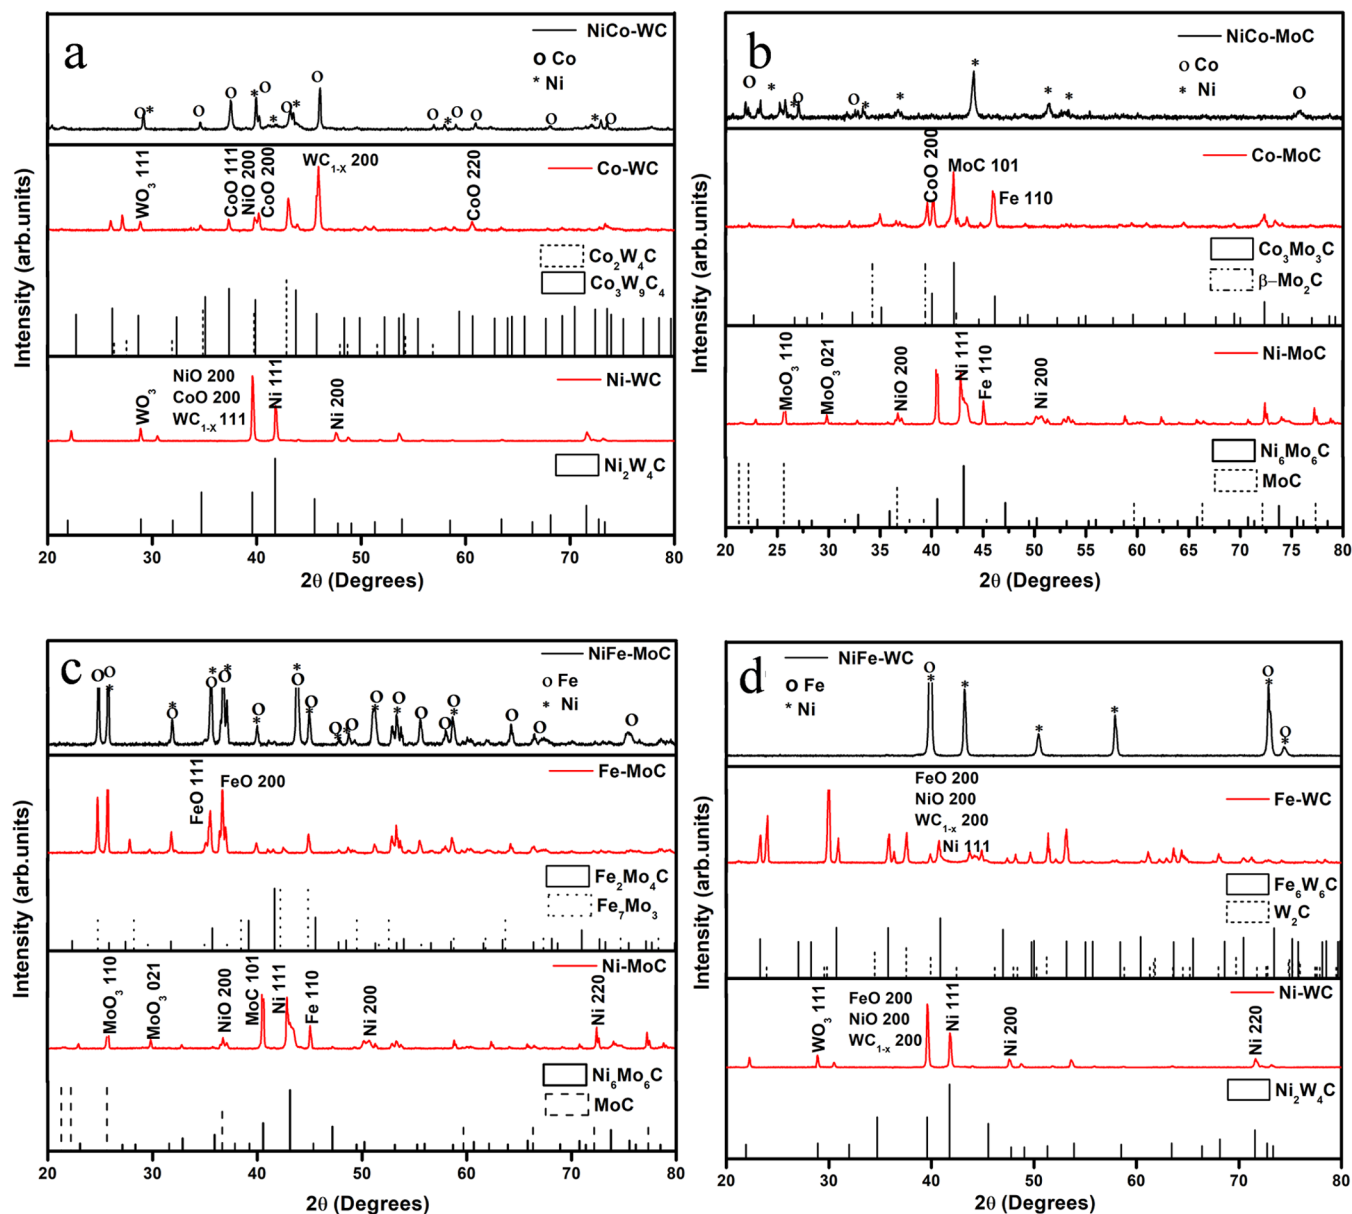 a
NiCo-WC
o Co
* Ni
Co-WC
WO3 111
CoO 111
NiO 200
CoO 200
WC1-X 200
CoO 220
Co2W4C
Co3W9C4
Ni-WC
WO3
NiO 200
CoO 200
WC1-X 111
Ni 111
Ni 200
Ni2W4C
Intensity (arb.units)
20 30 40 50 60 70 80
2θ (Degrees)
b
NiCo-MoC
o Co
* Ni
Co-MoC
CoO 200
MoC 101
Fe 110
Co3Mo3C
β-Mo2C
Ni-MoC
MoO3 110
MoO3 021
NiO 200
Ni 111
Fe 110
Ni 200
Ni6Mo6C
MoC
Intensity (arb.units)
20 25 30 35 40 45 50 55 60 65 70 75 80
2θ (Degrees)
c
NiFe-MoC
o Fe
* Ni
Fe-MoC
FeO 111
FeO 200
Fe2Mo4C
Fe7Mo3
Ni-MoC
MoO3 110
MoO3 021
NiO 200
MoC 101
Ni 111
Fe 110
Ni 200
Ni 220
Ni6Mo6C
MoC
Intensity (arb.units)
20 30 40 50 60 70 80
2θ (Degrees)
d
NiFe-WC
o Fe
* Ni
Fe-WC
FeO 200
NiO 200
WC1-x 200
Ni 111
Fe6W6C
W2C
Ni-WC
WO3 111
FeO 200
NiO 200
WC1-x 200
Ni 111
Ni 200
Ni 220
Ni2W4C
Intensity (arb.units)
20 30 40 50 60 70 80
2θ (Degrees)